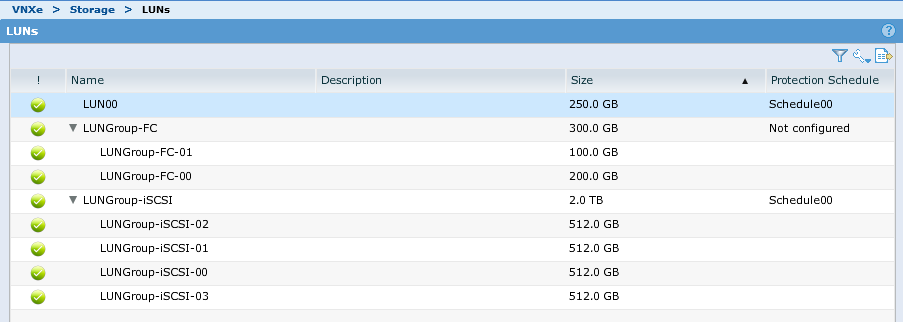 VNXe > Storage > LUNs
LUNs ?
! Name Description Size ▲ Protection Schedule
LUN00 250.0 GB Schedule00
▼ LUNGroup-FC 300.0 GB Not configured
LUNGroup-FC-01 100.0 GB
LUNGroup-FC-00 200.0 GB
▼ LUNGroup-iSCSI 2.0 TB Schedule00
LUNGroup-iSCSI-02 512.0 GB
LUNGroup-iSCSI-01 512.0 GB
LUNGroup-iSCSI-00 512.0 GB
LUNGroup-iSCSI-03 512.0 GB